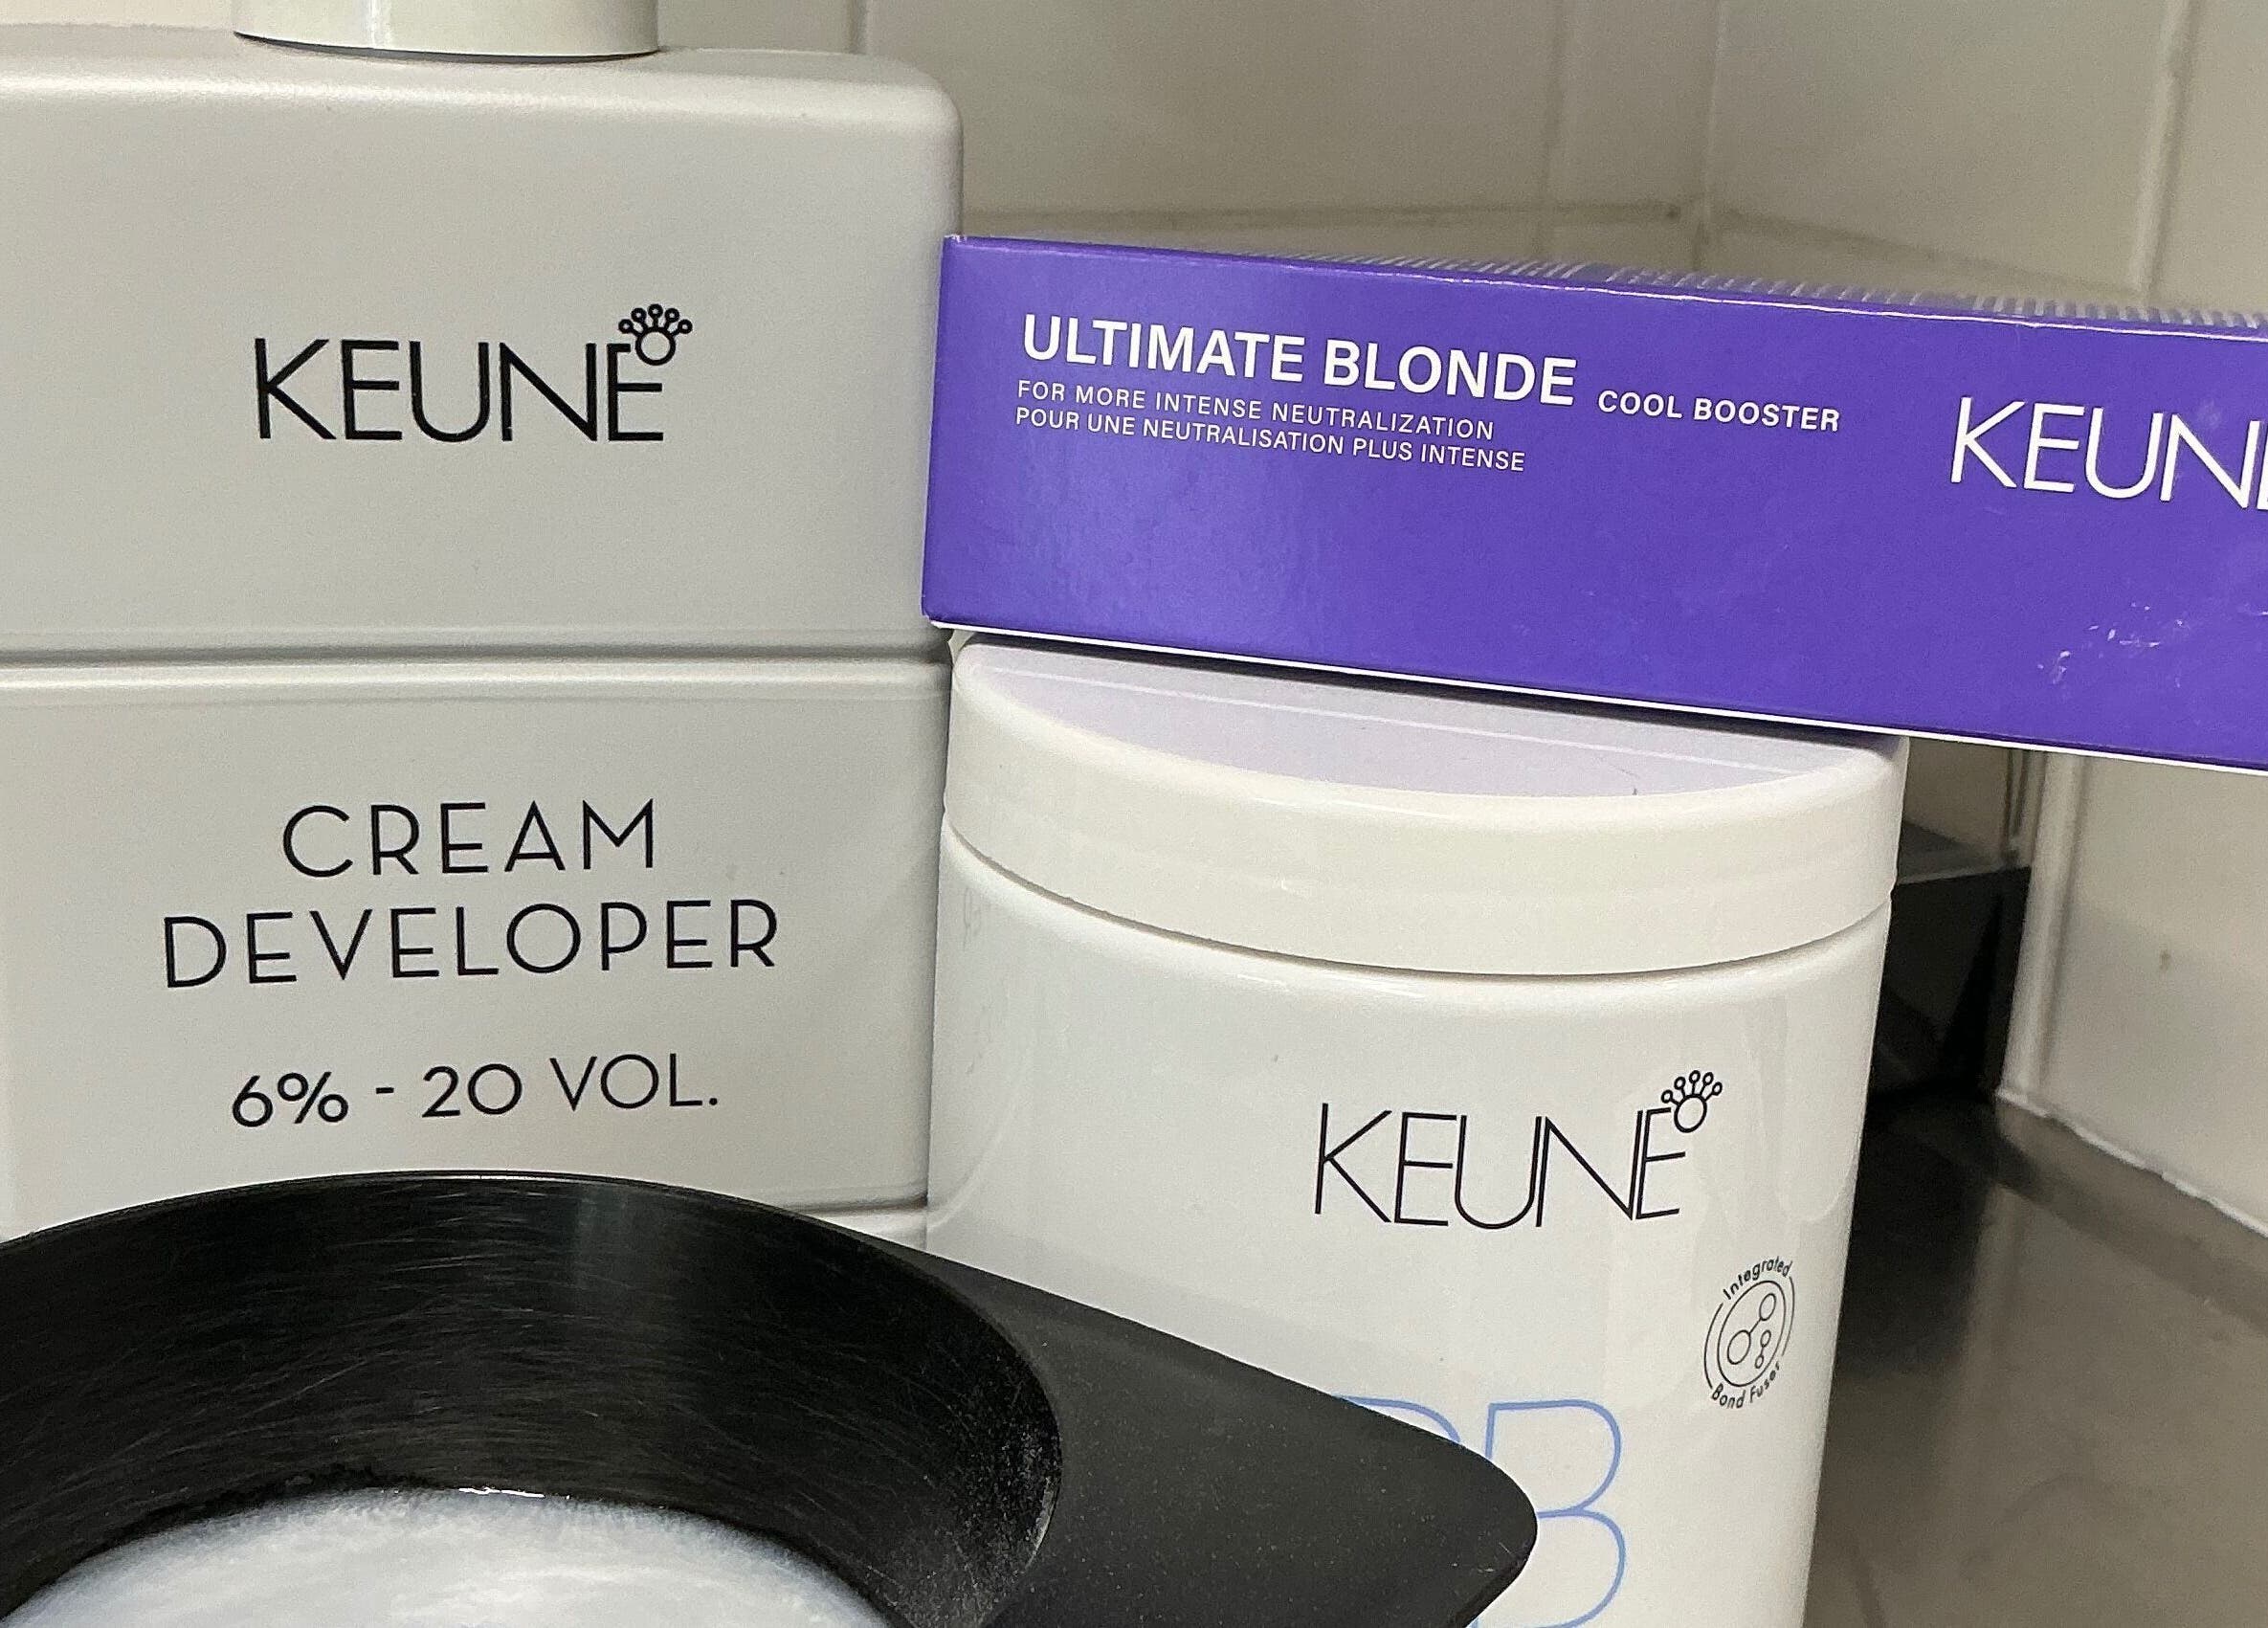 KEUNE
CREAM
DEVELOPER
6% - 20 VOL.
ULTIMATE BLONDE COOL BOOSTER
FOR MORE INTENSE NEUTRALIZATION
POUR UNE NEUTRALISATION PLUS INTENSE
KEUNE
KEUNE
Integrated
Bond Fuser
B